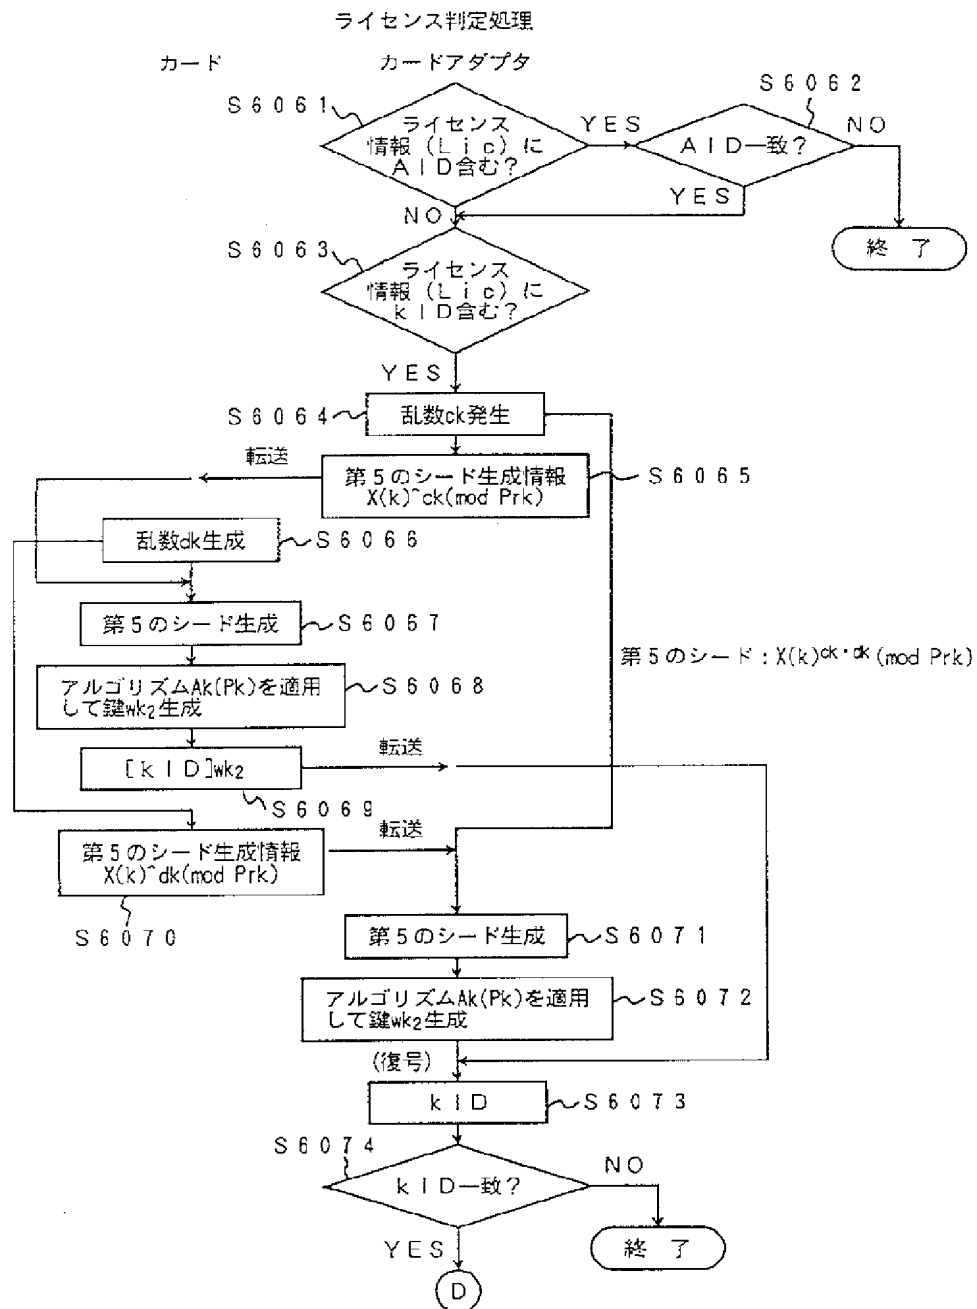 ライセンス判定処理
カード
カードアダプタ
S6061
ライセンス
情報(Lic)に
AID含む?
YES
S6062
AID一致?
NO
YES
終 了
NO
S6063
ライセンス
情報(Lic)に
kID含む?
YES
S6064
乱数ck発生
転送
第5のシード生成情報
X(k)^ck(mod Prk)
S6065
乱数dk生成
S6066
第5のシード生成
S6067
第5のシード:X(k)^ck・dk (mod Prk)
アルゴリズムAk(Pk)を適用
して鍵wk2生成
S6068
転送
[kID]wk2
S6069
転送
第5のシード生成情報
X(k)^dk(mod Prk)
S6070
第5のシード生成
S6071
アルゴリズムAk(Pk)を適用
して鍵wk2生成
S6072
(復号)
kID
S6073
S6074
kID一致?
NO
YES
終 了
D